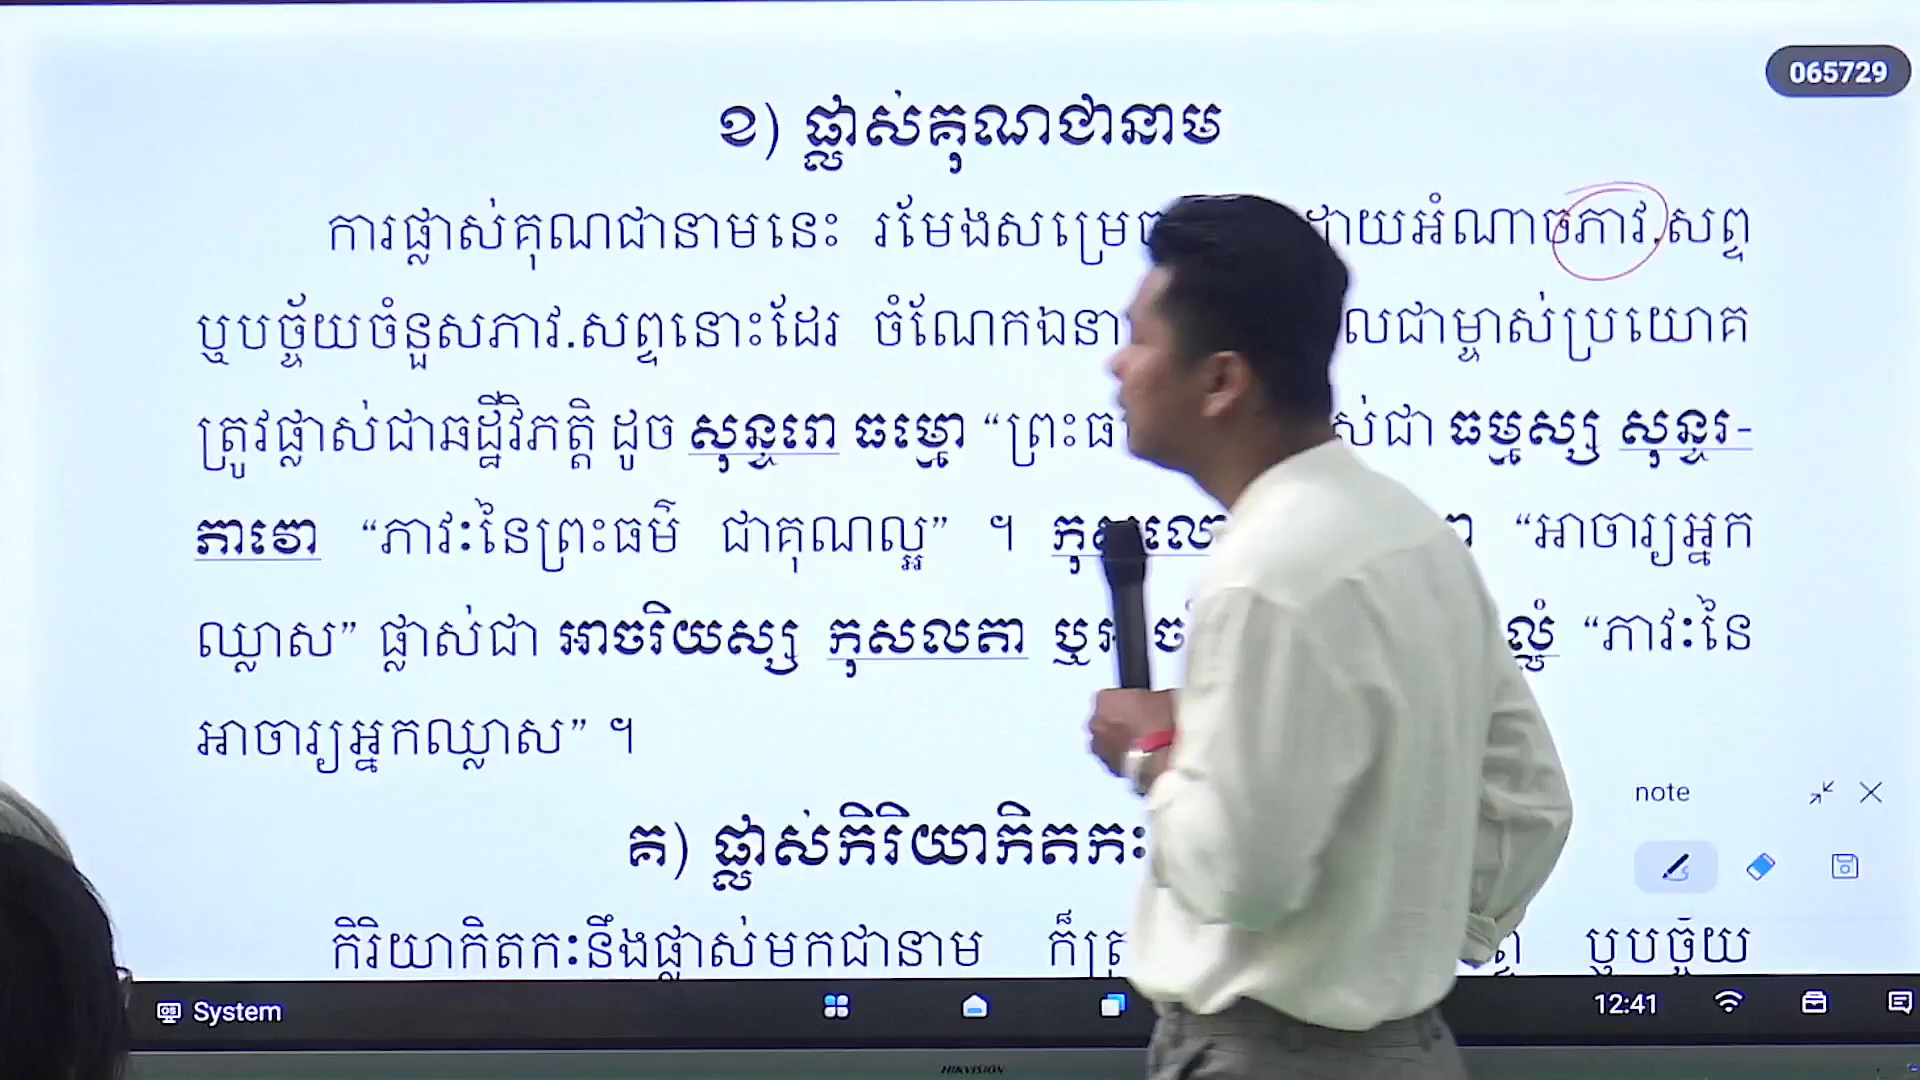 065729
ខ) ផ្លាស់គុណជានាម
ការផ្លាស់គុណជានាមនេះ រមែងសម្រេច ដោយអំណាចភាវ.សព្ទ
ឬបច្ច័យចំនួសភាវ.សព្ទនោះដែរ ចំណែកឯនា លជាម្ចាស់ប្រយោគ
ត្រូវផ្លាស់ជាឆដ្ឋីវិភត្តិ ដូច សុន្ទរោ ធម្មោ “ព្រះធ ស់ជា ធម្មស្ស សុន្ទរ-
ភាវោ “ភាវៈនៃព្រះធម៌ ជាគុណល្អ” ។ “អាចារ្យអ្នក
ឈ្លាស” ផ្លាស់ជា អាចរិយស្ស កុសលតា ឬ ល្លំ “ភាវៈនៃ
អាចារ្យអ្នកឈ្លាស” ។
note
គ) ផ្លាស់កិរិយាកិតកៈ
កិរិយាកិតកៈនឹងផ្លាស់មកជានាម ក៏ត្រ ឬបច្ច័យ
System 12:41
HIKVISION